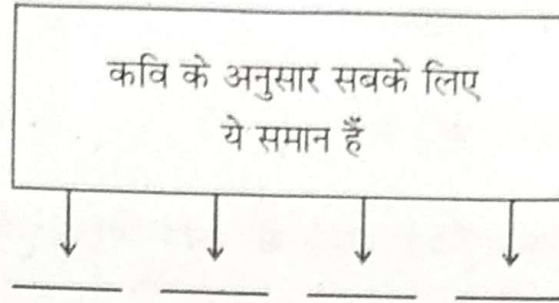 कवि के अनुसार सबके लिए
ये समान हैं